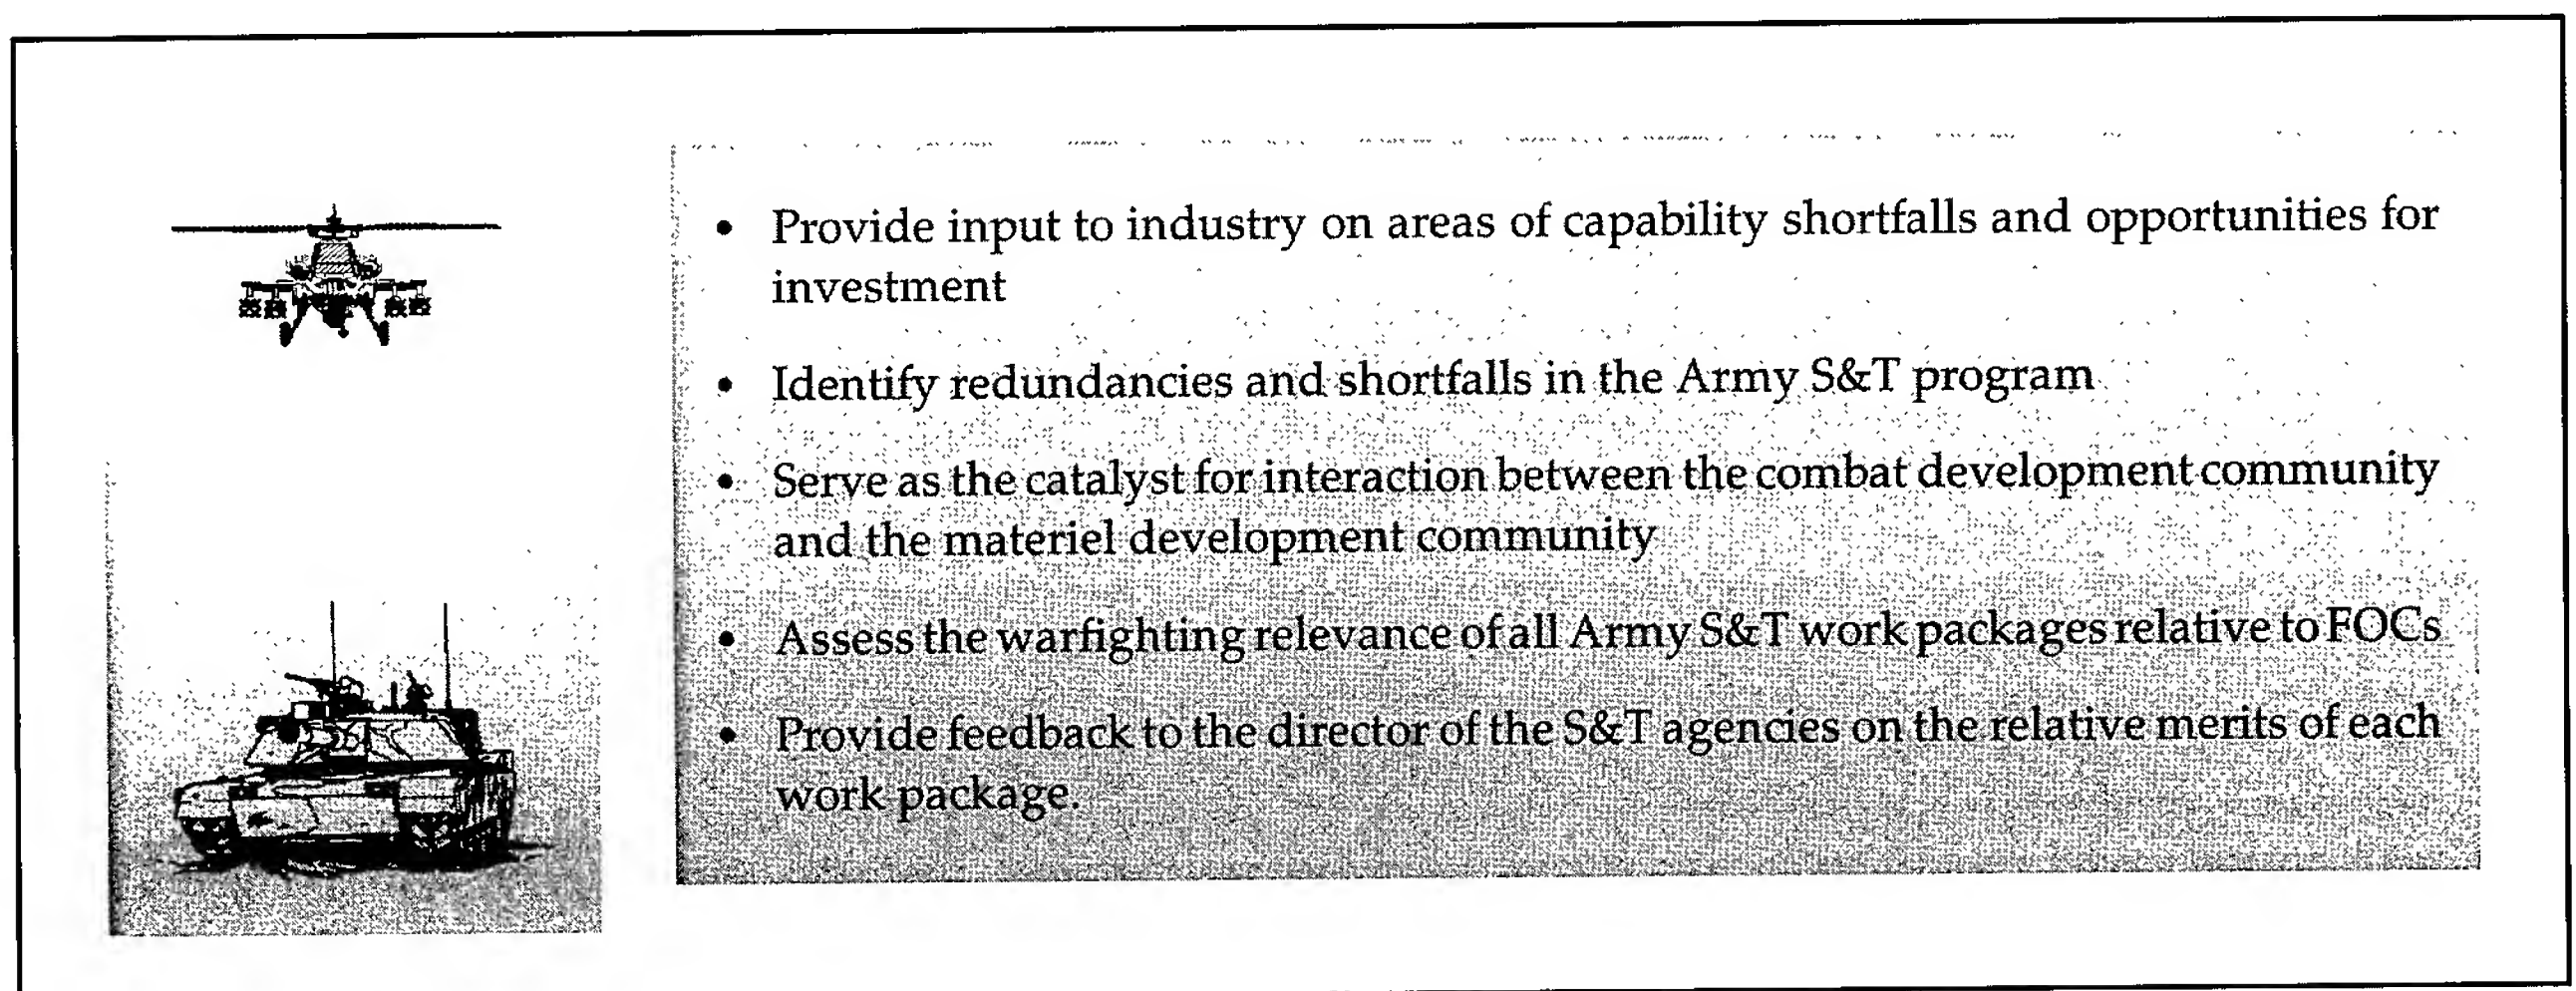 • Provide input to industry on areas of capability shortfalls and opportunities for
investment
• Identify redundancies and shortfalls in the Army S&T program
• Serve as the catalyst for interaction between the combat development community
and the materiel development community
• Assess the warfighting relevance of all Army S&T work packages relative to FOCs
• Provide feedback to the director of the S&T agencies on the relative merits of each
work package.